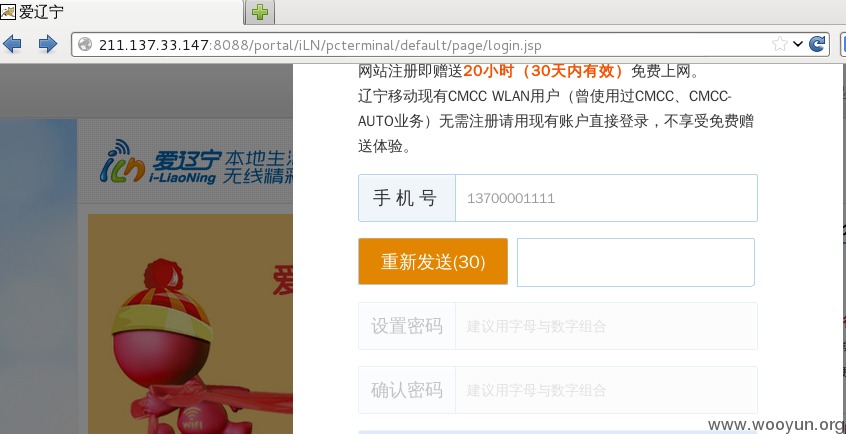 爱辽宁
211.137.33.147:8088/portal/iLN/pcterminal/default/page/login.jsp
网站注册即赠送20小时（30天内有效）免费上网。
辽宁移动现有CMCC WLAN用户（曾使用过CMCC、CMCC-
AUTO业务）无需注册请用现有账户直接登录，不享受免费赠
送体验。
iLN 爱辽宁 本地生
i-LiaoNing 无线精彩
手机号 13700001111
爱
重新发送(30)
设置密码 建议用字母与数字组合
确认密码 建议用字母与数字组合
WiFi
www.wooyun.org